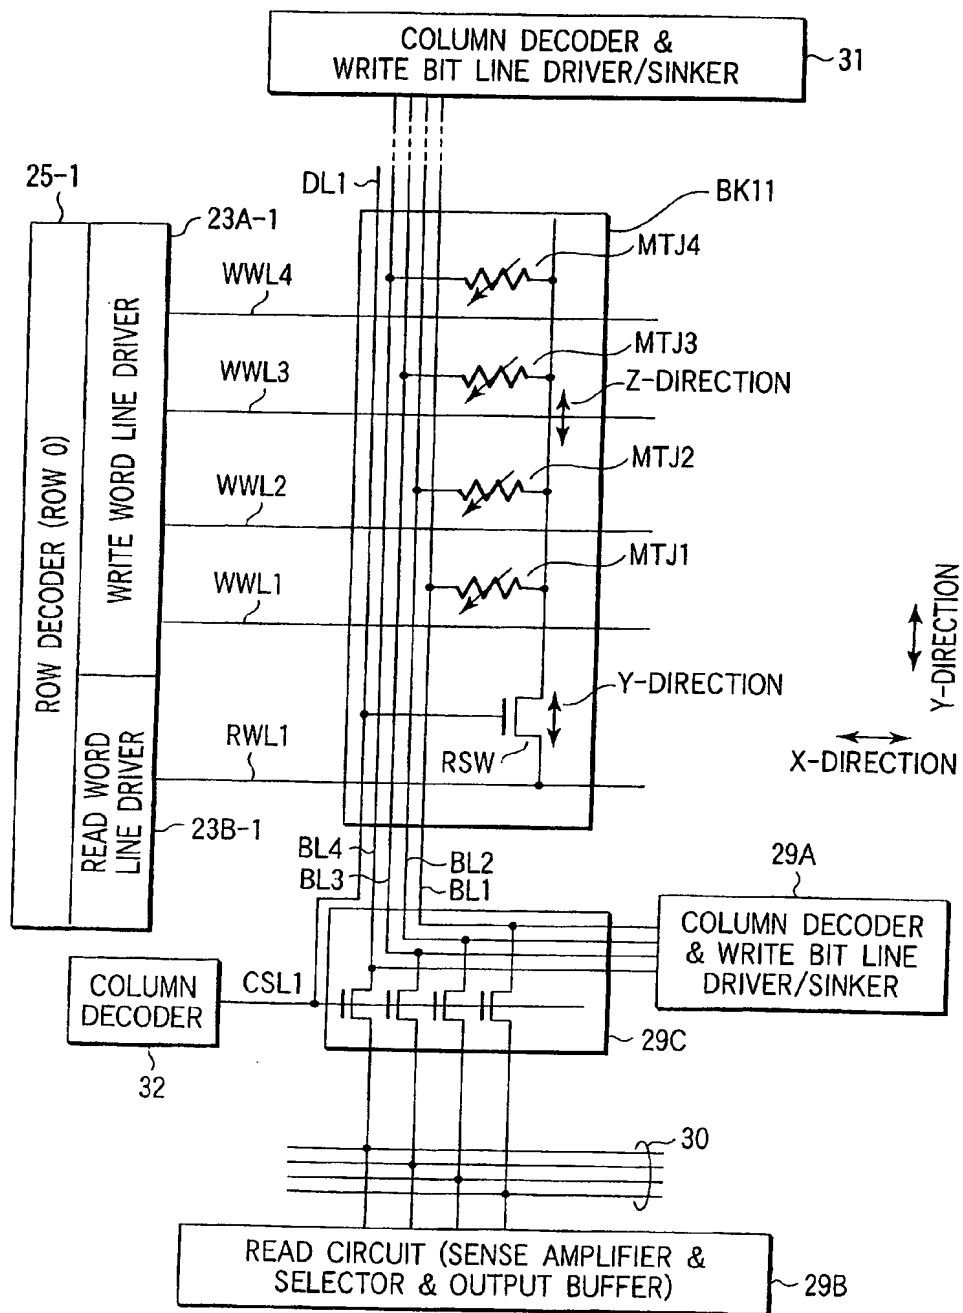 COLUMN DECODER &
WRITE BIT LINE DRIVER/SINKER
31
DL1
BK11
25-1
23A-1
MTJ4
WWL4
MTJ3
WWL3
Z-DIRECTION
ROW DECODER (ROW 0)
WRITE WORD LINE DRIVER
MTJ2
WWL2
MTJ1
WWL1
Y-DIRECTION
Y-DIRECTION
RWL1
RSW
X-DIRECTION
READ WORD
LINE DRIVER
23B-1
BL4
BL3
BL2
BL1
29A
COLUMN DECODER
& WRITE BIT LINE
DRIVER/SINKER
COLUMN
DECODER
CSL1
32
29C
30
READ CIRCUIT (SENSE AMPLIFIER &
SELECTOR & OUTPUT BUFFER)
29B